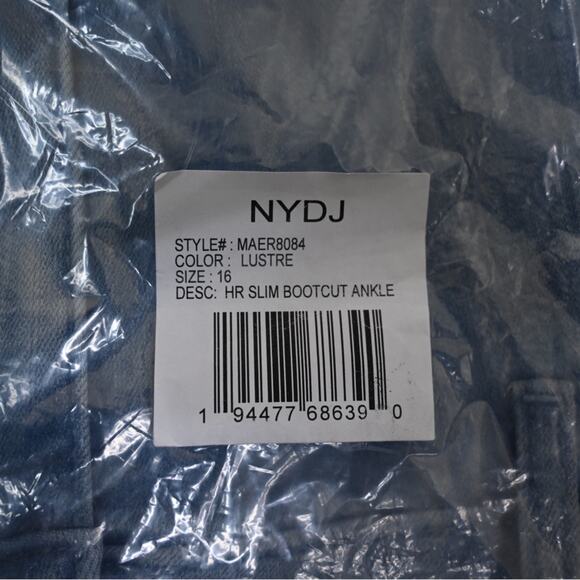 NYDJ
STYLE# : MAER8084
COLOR : LUSTRE
SIZE : 16
DESC: HR SLIM BOOTCUT ANKLE
1 94477 68639 0